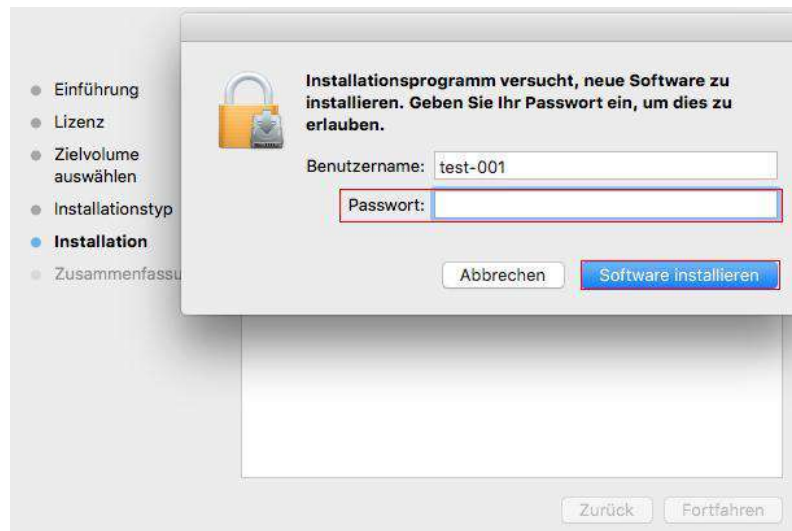 Installationsprogramm versucht, neue Software zu
installieren. Geben Sie Ihr Passwort ein, um dies zu
erlauben.
Benutzername: test-001
Passwort:
Abbrechen Software installieren
Einführung
Lizenz
Zielvolume
auswählen
Installationstyp
Installation
Zusammenfassu
Zurück Fortfahren